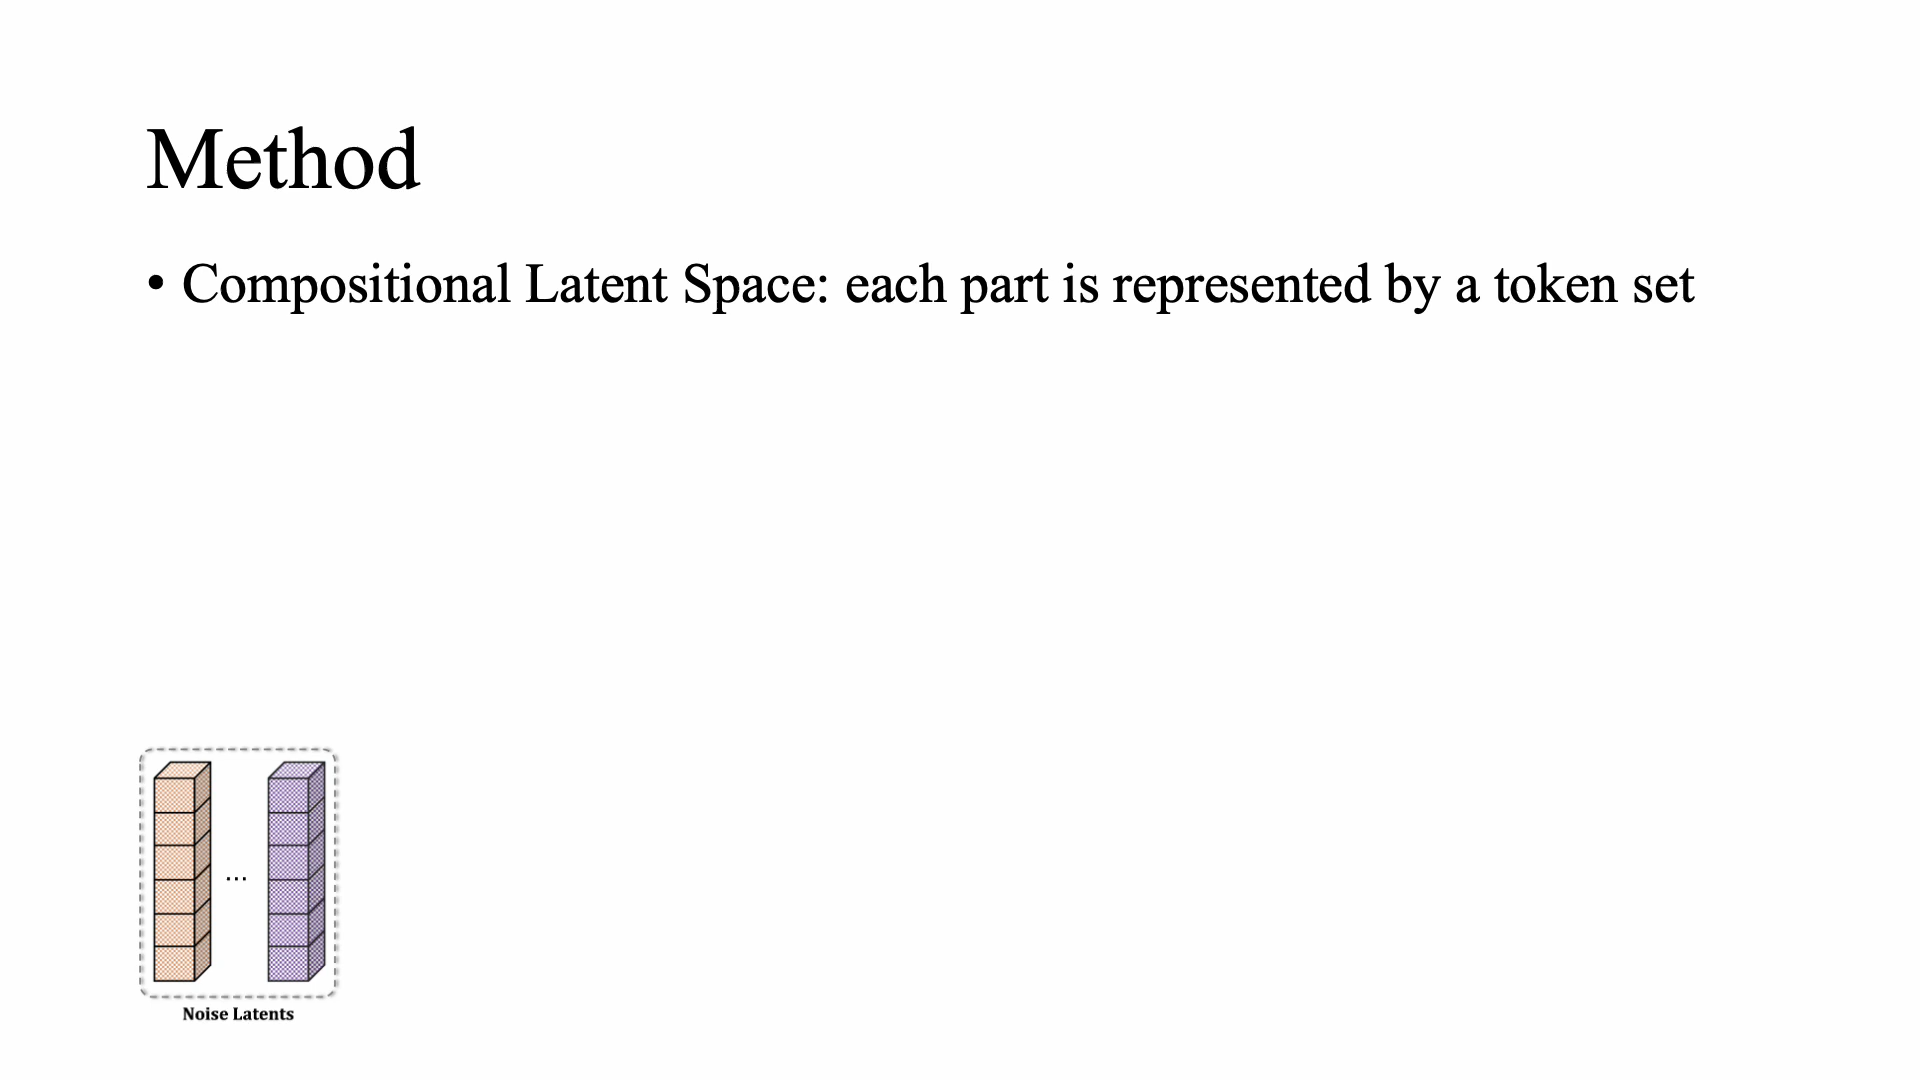 Method
• Compositional Latent Space: each part is represented by a token set
...
Noise Latents